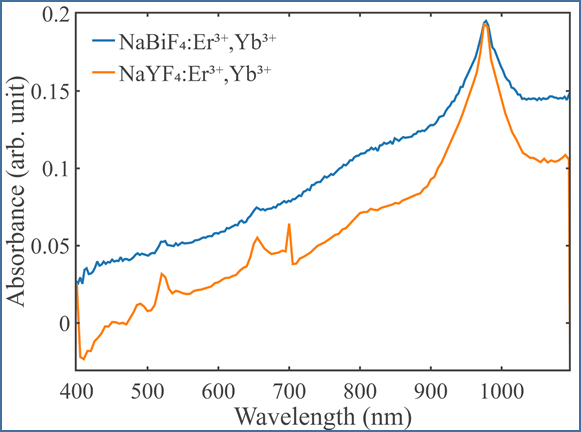 0.2
0.15
0.1
0.05
0
Absorbance (arb. unit)
NaBiF₄:Er³⁺,Yb³⁺
NaYF₄:Er³⁺,Yb³⁺
400 500 600 700 800 900 1000
Wavelength (nm)